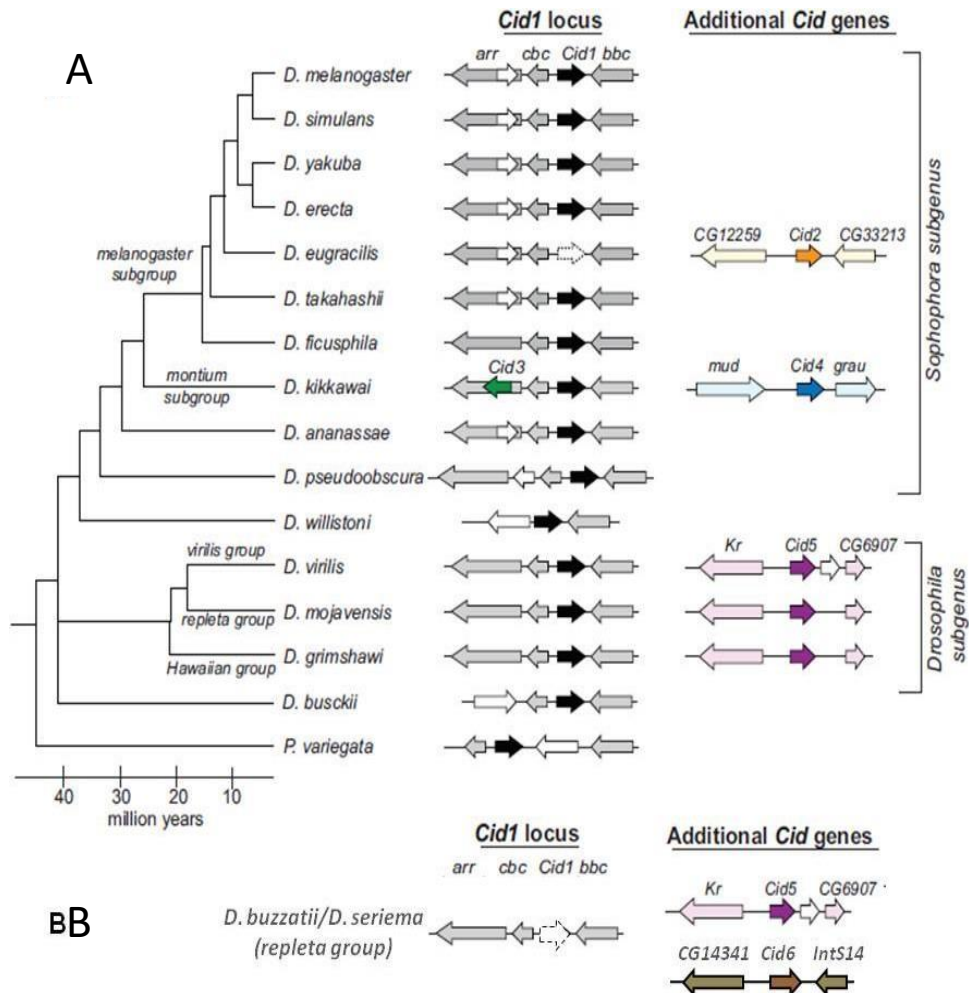 Cid1 locus
Additional Cid genes
A
arr cbc Cid1 bbc
D. melanogaster
D. simulans
D. yakuba
D. erecta
CG12259 Cid2 CG33213
D. eugracilis
melanogaster
subgroup
D. takahashii
D. ficusphila
Cid3
mud Cid4 grau
montium
subgroup
D. kikkawai
D. ananassae
D. pseudoobscura
Sophophora subgenus
D. willistoni
virilis group
Kr Cid5 CG6907
D. virilis
D. mojavensis
repleta group
D. grimshawi
Hawaiian group
Drosophila
subgenus
D. busckii
P. variegata
40 30 20 10
million years
Cid1 locus
Additional Cid genes
arr cbc Cid1 bbc
Kr Cid5 CG6907
BB
D. buzzatii/D. seriema
(repleta group)
CG14341 Cid6 IntS14